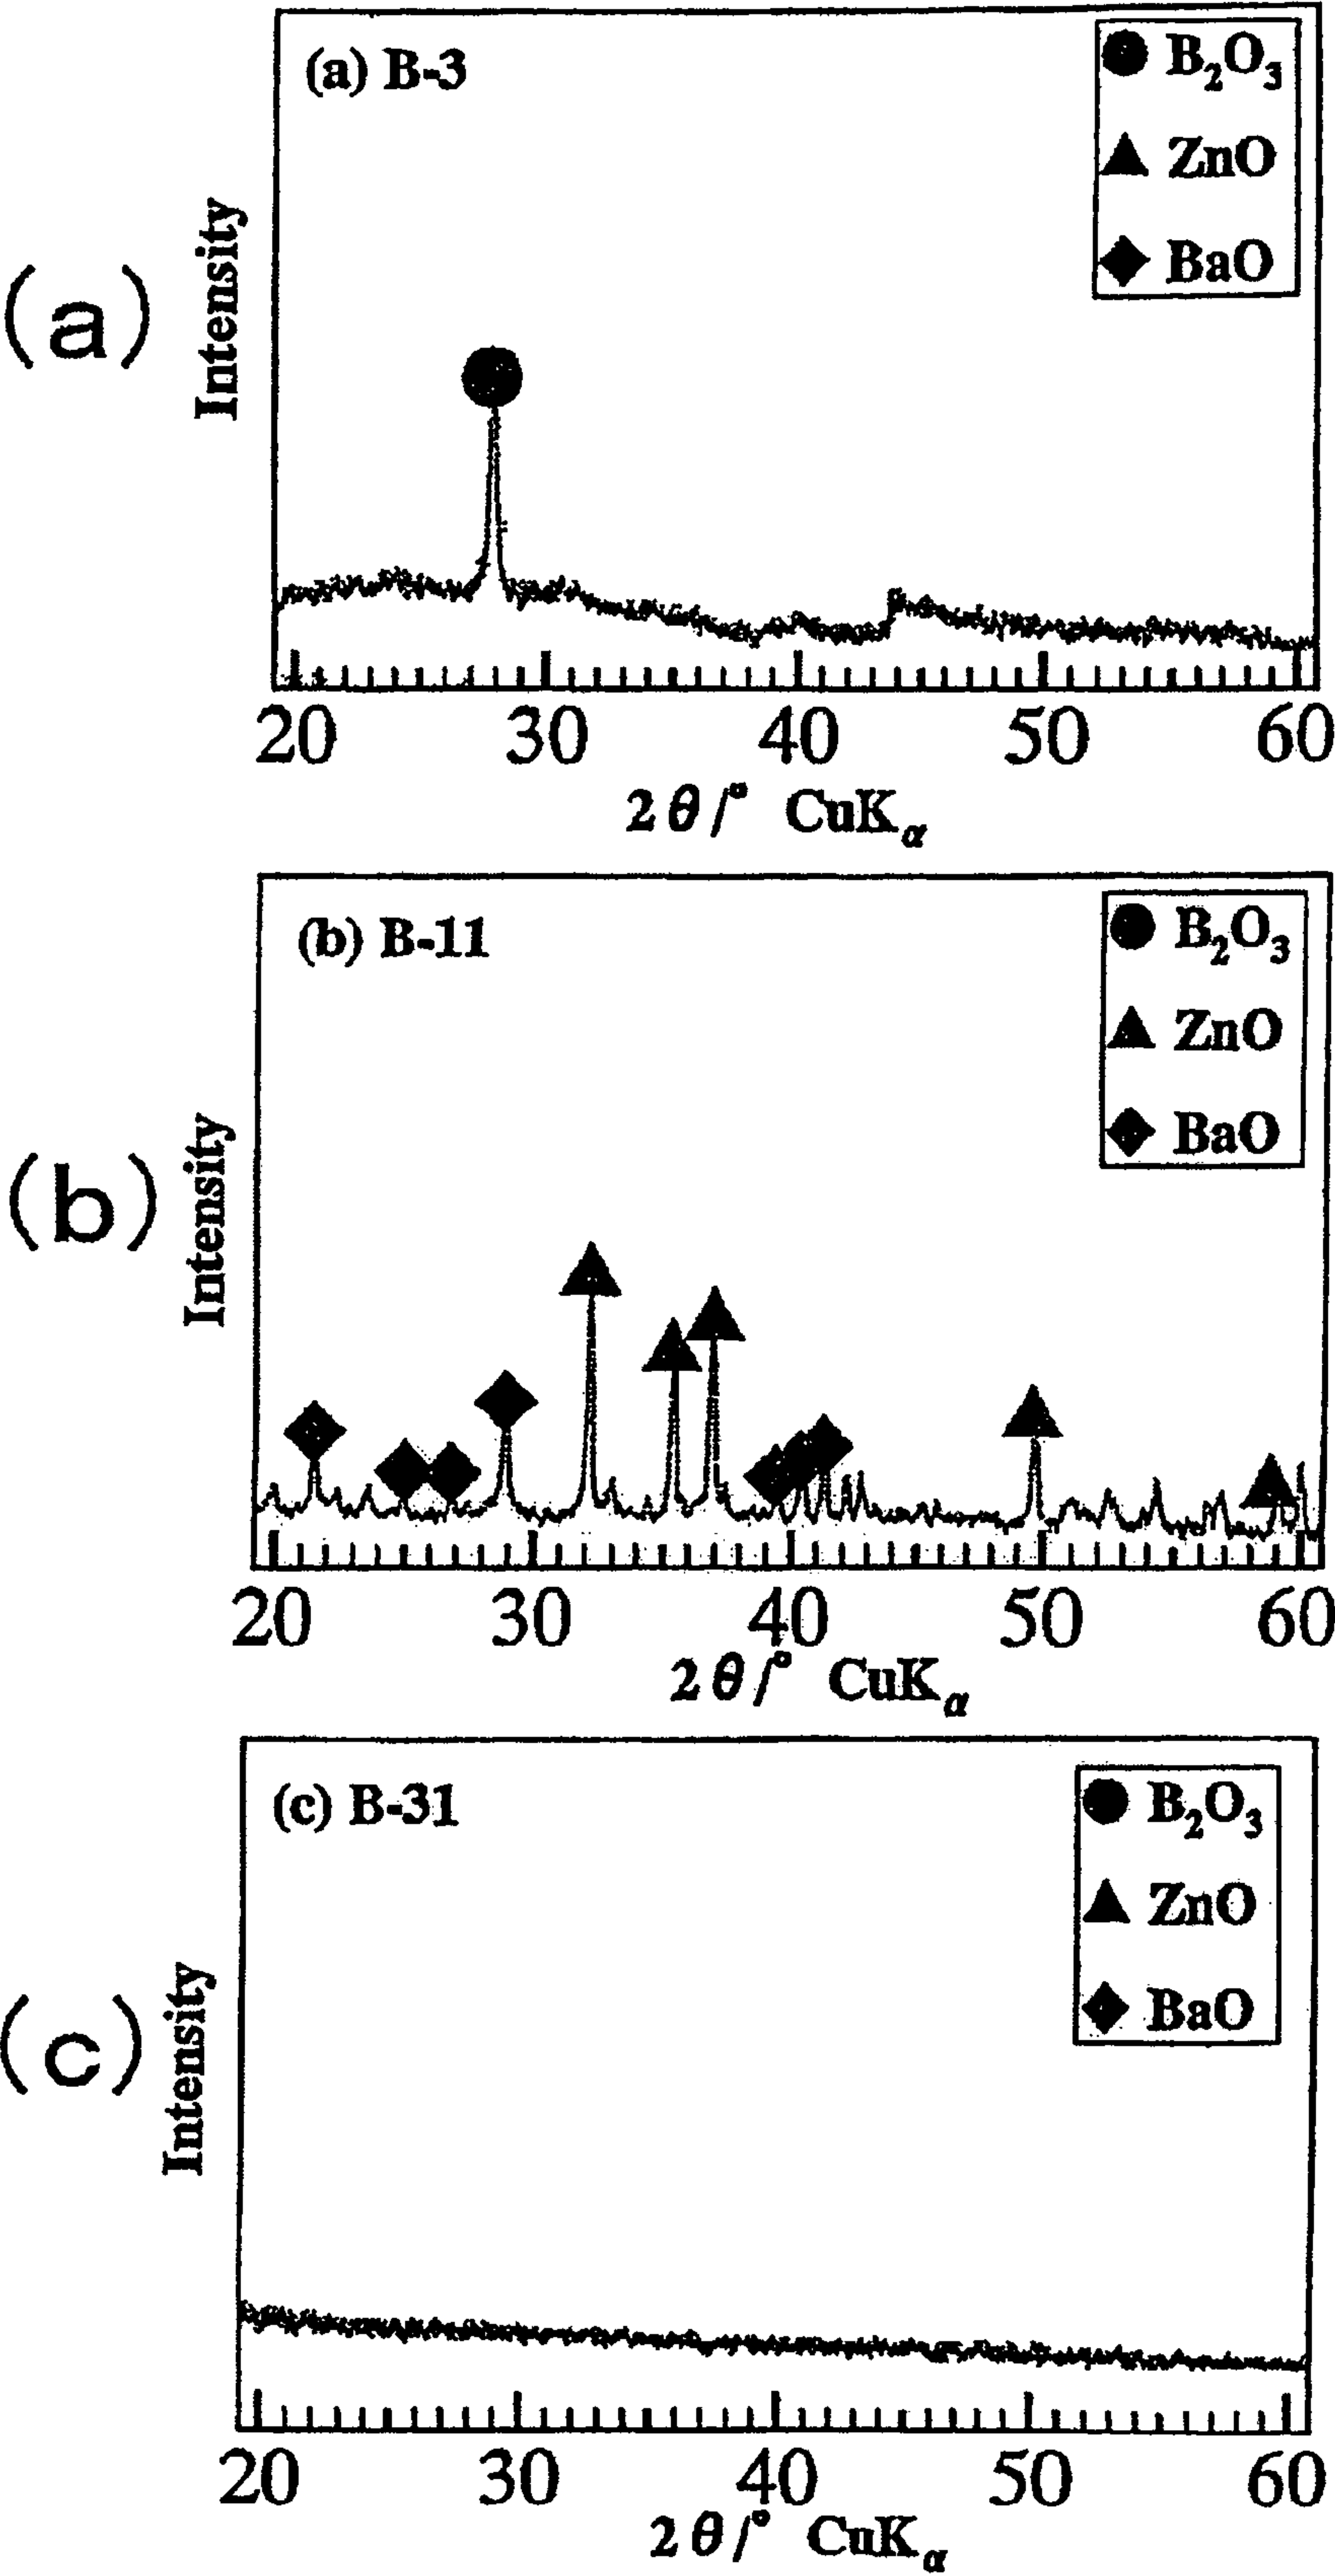 (a) B-3
B₂O₃
ZnO
BaO
(a)
Intensity
20 30 40 50 60
2θ/° CuKα
(b) B-11
B₂O₃
ZnO
BaO
(b)
Intensity
20 30 40 50 60
2θ/° CuKα
(c) B-31
B₂O₃
ZnO
BaO
(c)
Intensity
20 30 40 50 60
2θ/° CuKα